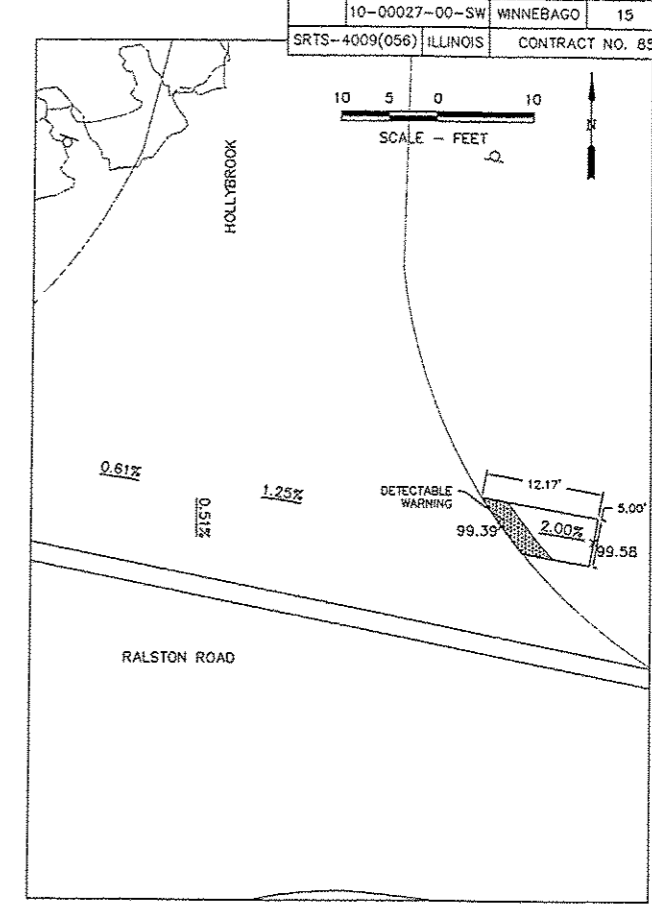 10-00027-00-SW WINNEBAGO 15
SRTS-4009(056) ILLINOIS CONTRACT NO. 85
10 5 0 10
SCALE - FEET
N
HOLLYBROOK
0.61%
0.51%
1.25%
DETECTABLE
WARNING
12.17'
5.00'
99.39
2.00%
99.58
RALSTON ROAD